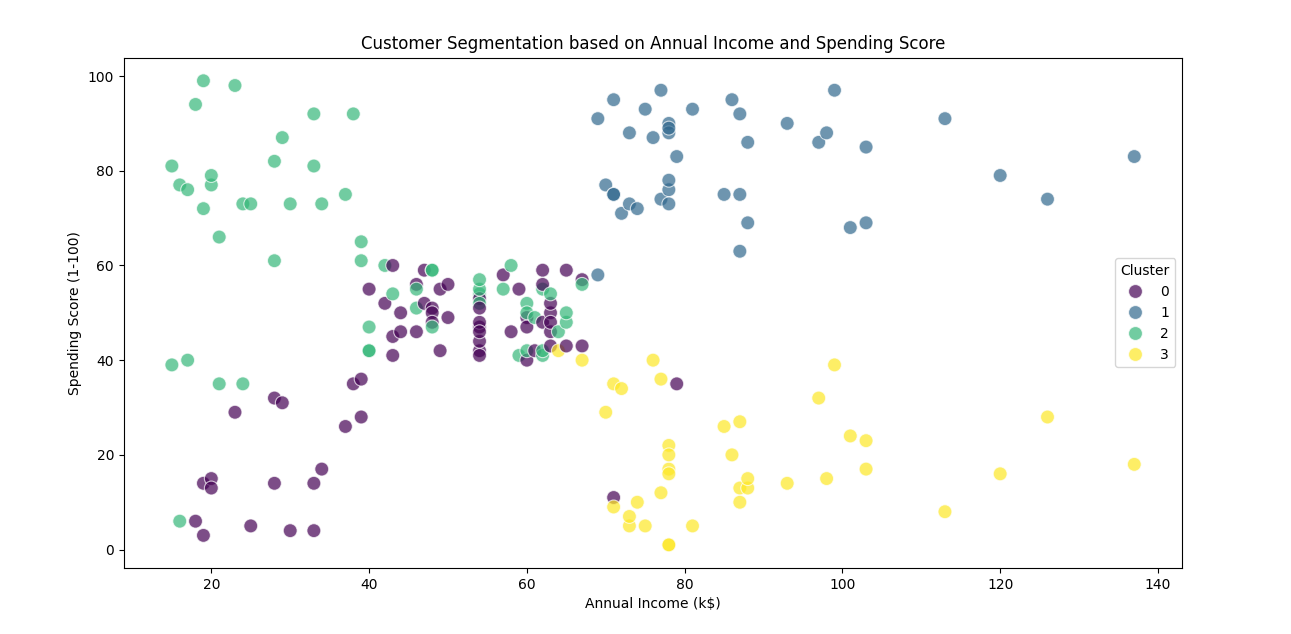 Customer Segmentation based on Annual Income and Spending Score
100
80
60
40
20
0
Spending Score (1-100)
Cluster
0
1
2
3
20 40 60 80 100 120 140
Annual Income (k$)